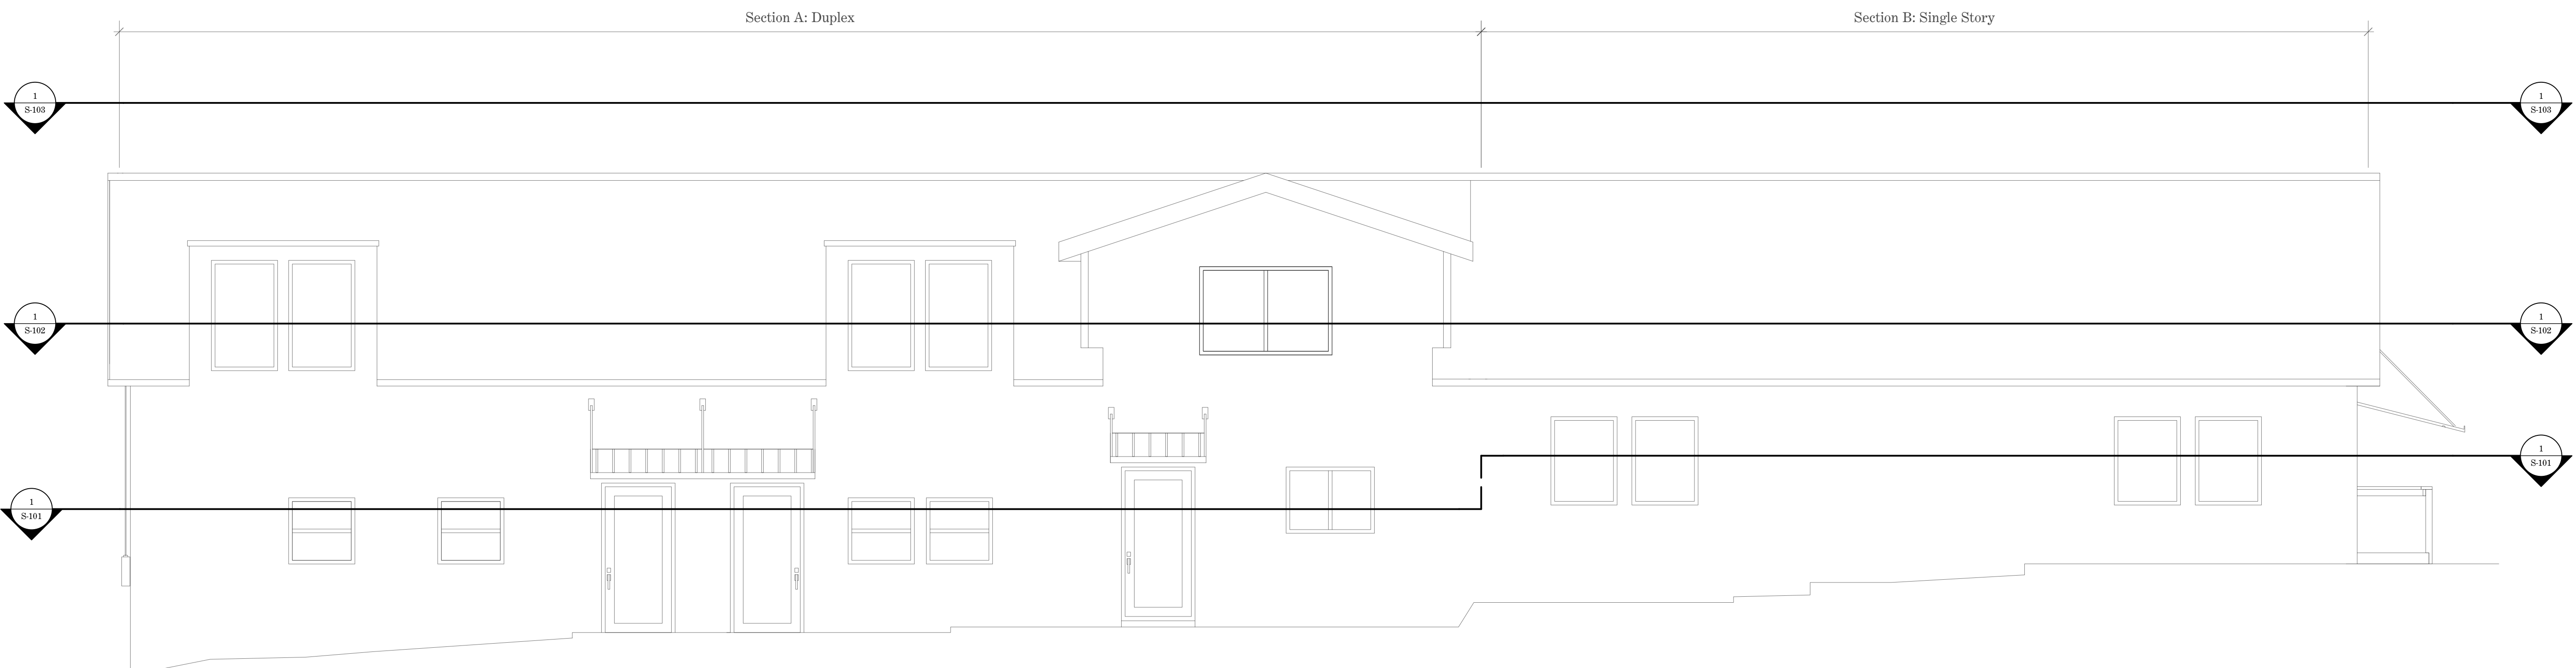 Section A: Duplex
Section B: Single Story
1
S-103
1
S-103
1
S-102
1
S-102
1
S-101
1
S-101